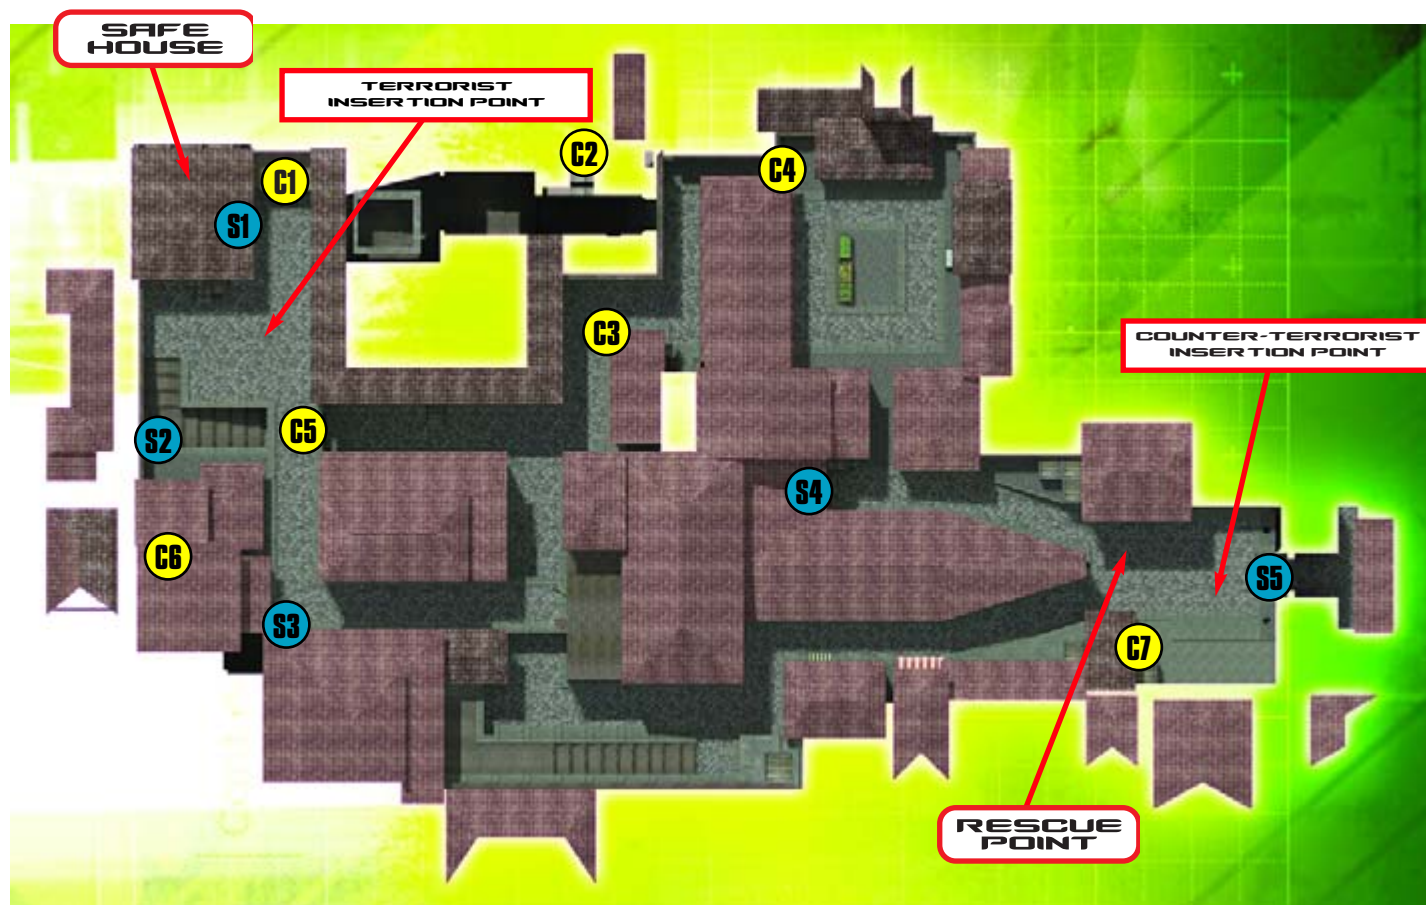 SAFE
HOUSE
TERRORIST
INSERTION POINT
C2
C4
C1
S1
C3
COUNTER-TERRORIST
INSERTION POINT
C5
S2
S4
C6
S5
S3
C7
RESCUE
POINT